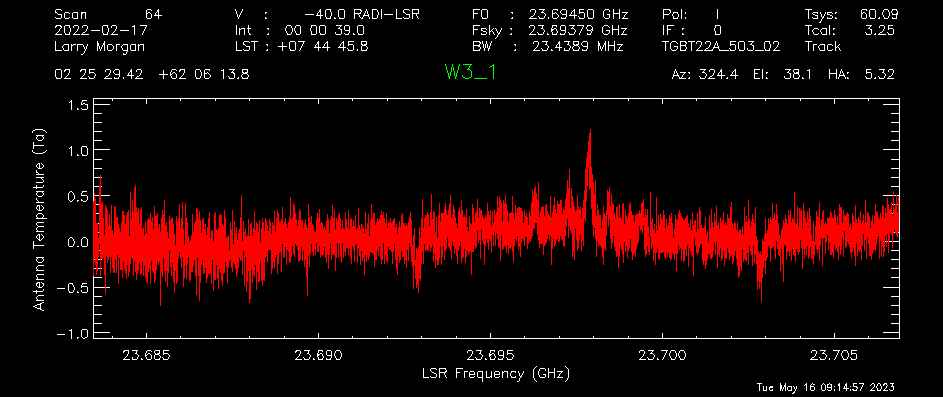 Scan 64 V : -40.0 RADI-LSR F0 : 23.69450 GHz Pol: I Tsys: 60.09
2022-02-17 Int : 00 00 39.0 Fsky : 23.69379 GHz IF : 0 Tcal: 3.25
Larry Morgan LST : +07 44 45.8 BW : 23.4389 MHz TGBT22A_503_02 Track
02 25 29.42 +62 06 13.8 W3_1 Az: 324.4 El: 38.1 HA: 5.32
1.5
1.0
0.5
0.0
-0.5
-1.0
Antenna Temperature (Ta)
23.685 23.690 23.695 23.700 23.705
LSR Frequency (GHz)
Tue May 16 09:14:57 2023